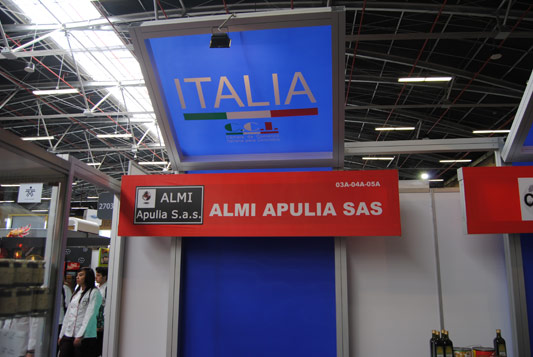 ITALIA
03A-04A-05A
ALMI
Apulia S.a.s.
ALMI APULIA SAS
2703